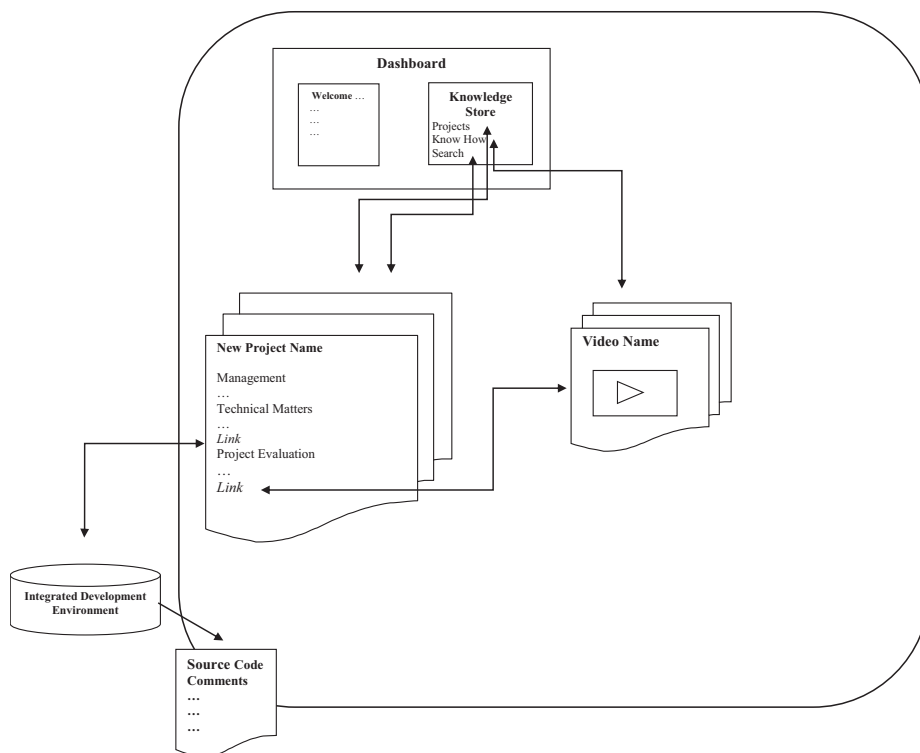 Dashboard
Welcome …
…
…
…
Knowledge
Store
Projects
Know How
Search
New Project Name
Management
…
Technical Matters
…
Link
Project Evaluation
…
Link
Video Name
Integrated Development
Environment
Source Code
Comments
…
…
…